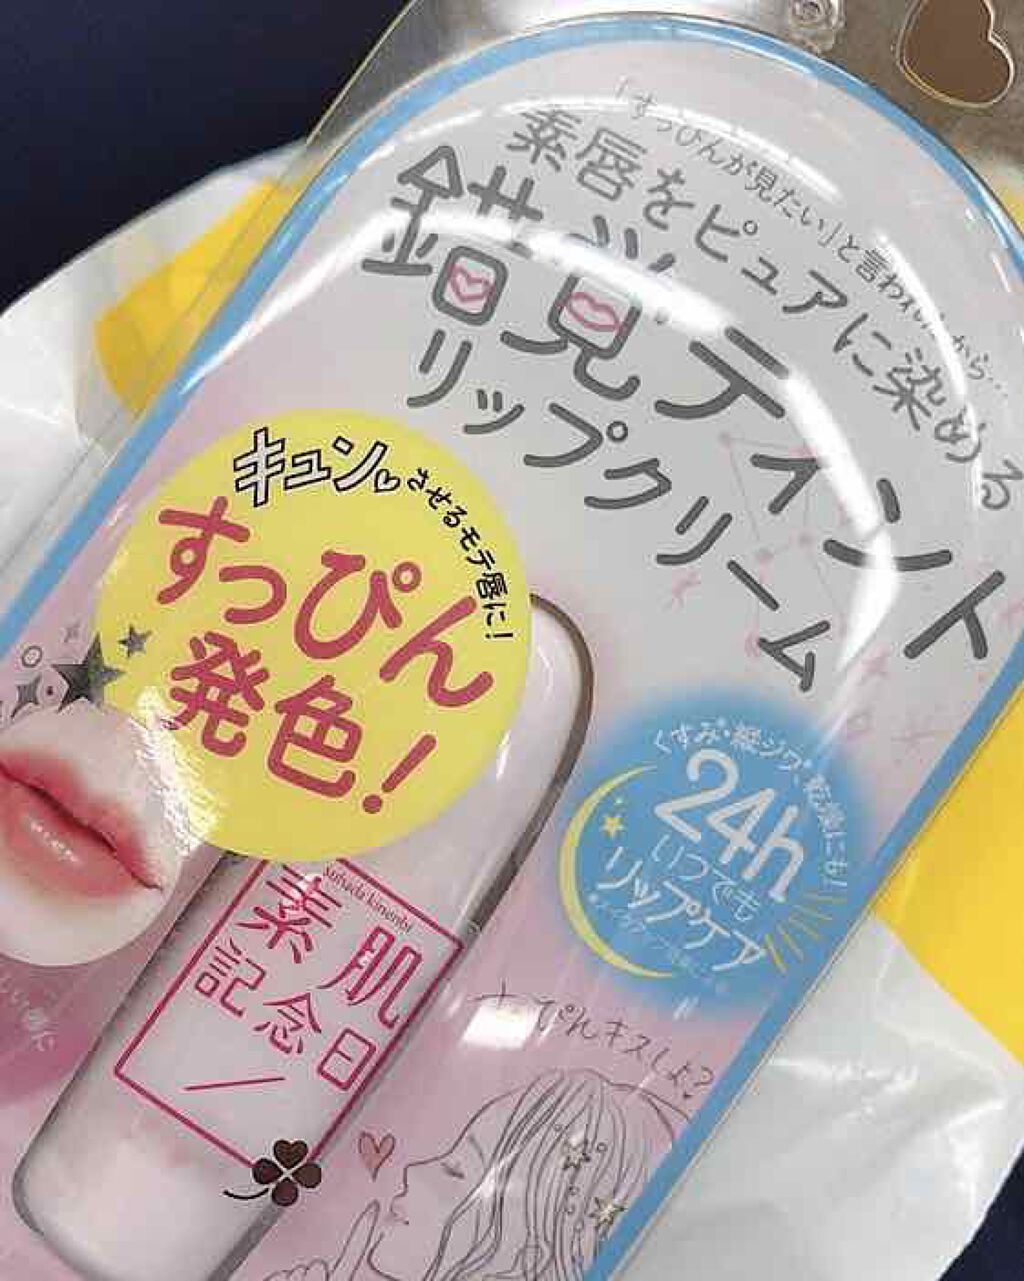 「すっぴんが見たい」と言われたいから…
素唇をピュアに染める
錯覚ティント
リップクリーム
キュン♡させるモテ唇に!
すっぴん
発色!
くすみ・縦ジワ、乾燥にも!
24h
いつでも
リップケア
suhada kinenbi
素肌
記念日
すっぴんキスしよ?